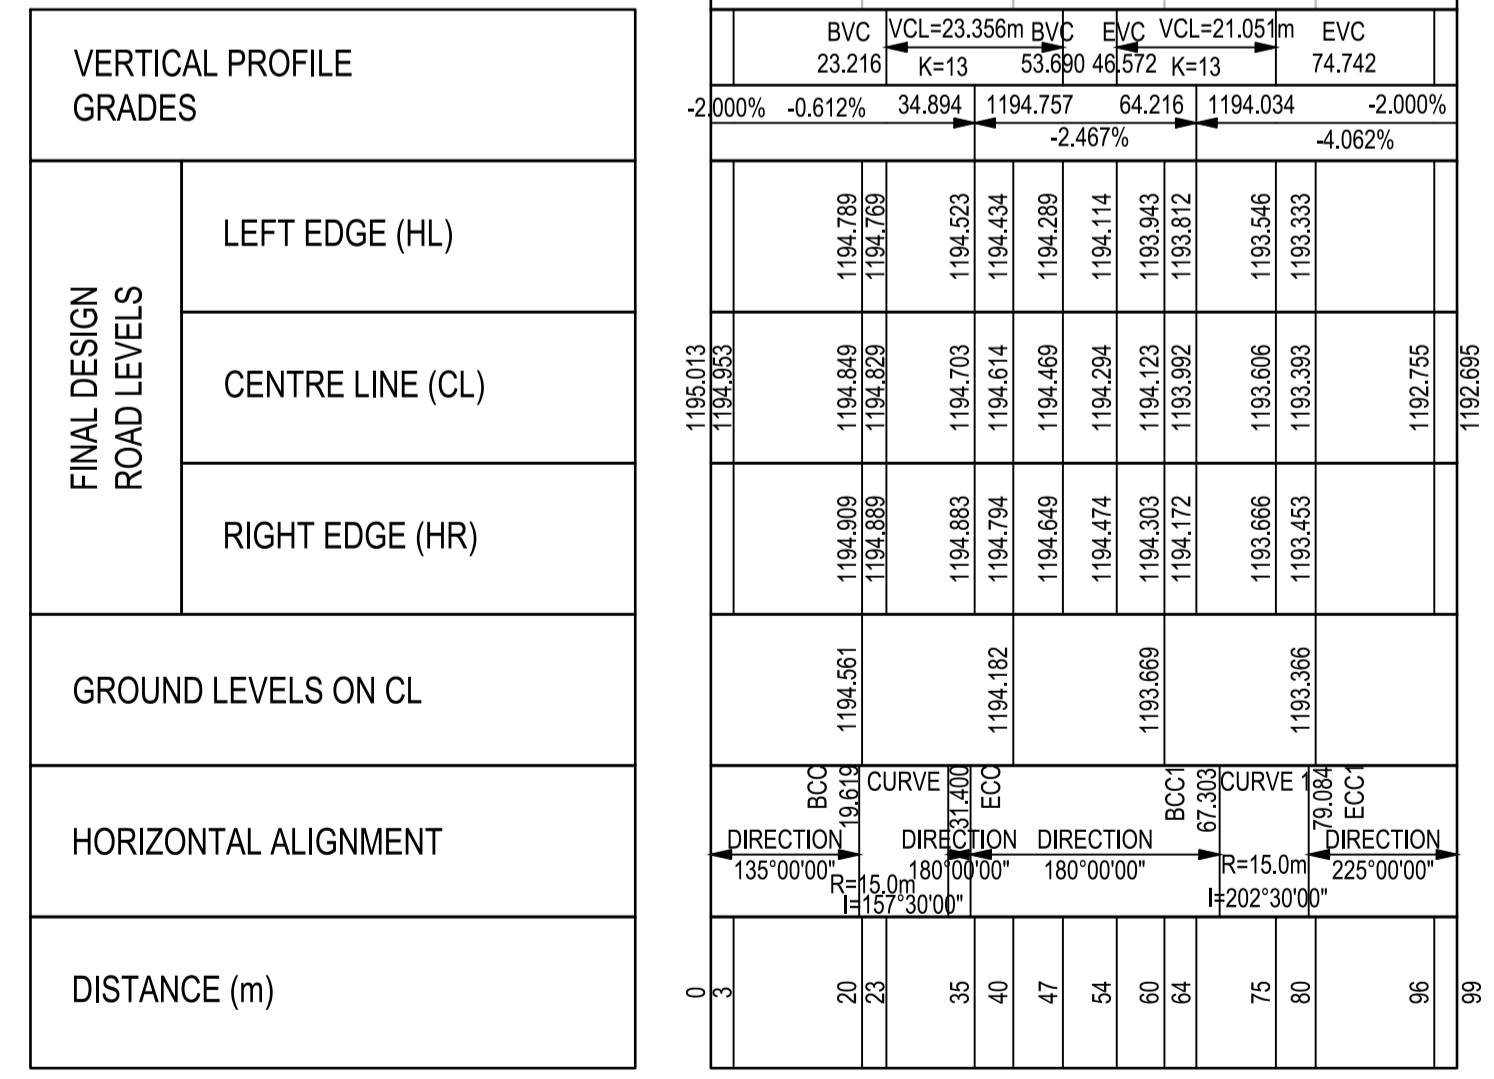 VERTICAL PROFILE
GRADES
BVC VCL=23.356m BVC EVC VCL=21.051m EVC
23.216 K=13 53.690 46.572 K=13 74.742
-2.000% -0.612% 34.894 1194.757 64.216 1194.034 -2.000%
-2.467% -4.062%
FINAL DESIGN
ROAD LEVELS
LEFT EDGE (HL)
1194.789 1194.769 1194.523 1194.434 1194.289 1194.114 1193.943 1193.812 1193.546 1193.333
CENTRE LINE (CL)
1195.013 1194.953 1194.849 1194.829 1194.703 1194.614 1194.469 1194.294 1194.123 1193.992 1193.606 1193.393 1192.755 1192.695
RIGHT EDGE (HR)
1194.909 1194.889 1194.883 1194.794 1194.649 1194.474 1194.303 1194.172 1193.666 1193.453
GROUND LEVELS ON CL
1194.561 1194.182 1193.669 1193.366
HORIZONTAL ALIGNMENT
BCC 19.619 CURVE 31.400 ECC BCC1 67.303 CURVE 1 79.084 ECC1
DIRECTION DIRECTION DIRECTION DIRECTION
135°00'00" 180°00'00" 180°00'00" R=15.0m 225°00'00"
R=15.0m
I=157°30'00" I=202°30'00"
DISTANCE (m)
0 3 20 23 35 40 47 54 60 64 75 80 96 99